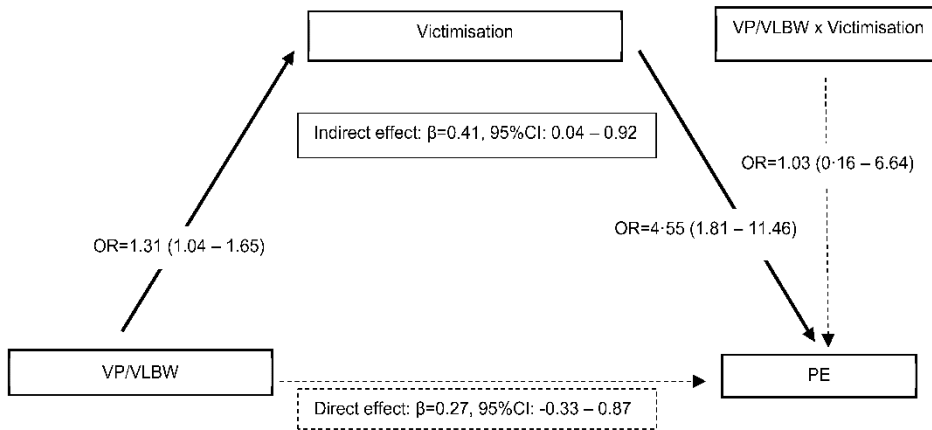 Victimisation
VP/VLBW x Victimisation
Indirect effect: β=0.41, 95%CI: 0.04 – 0.92
OR=1.03 (0·16 – 6.64)
OR=4·55 (1.81 – 11.46)
OR=1.31 (1.04 – 1.65)
VP/VLBW
PE
Direct effect: β=0.27, 95%CI: -0.33 – 0.87